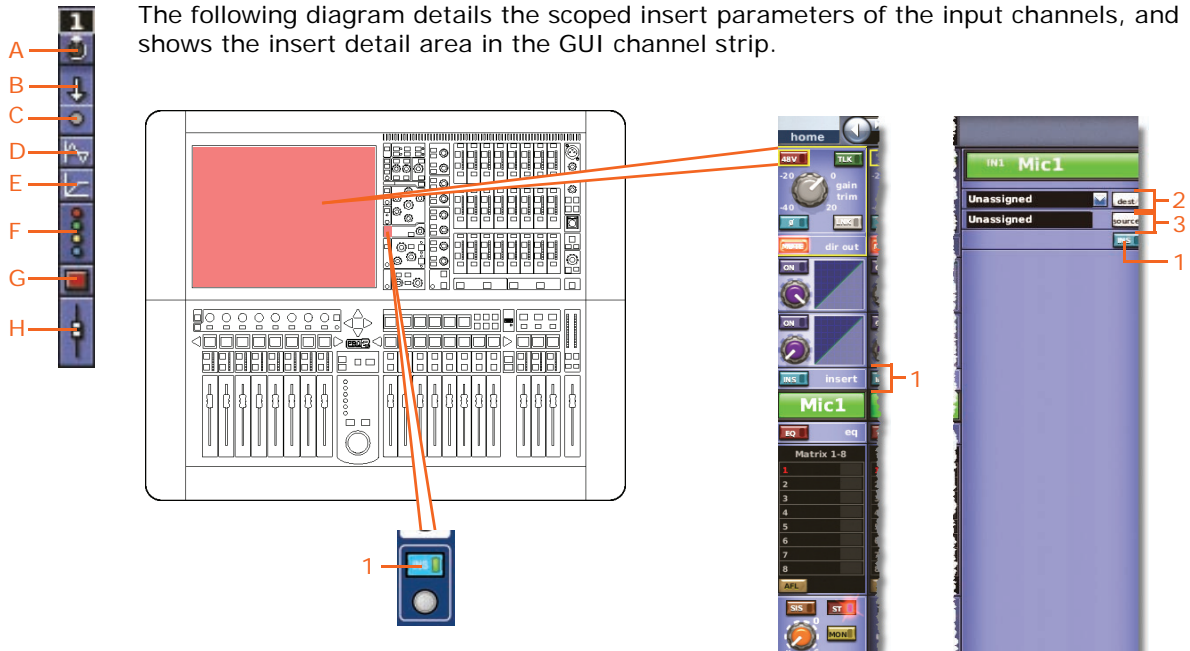 The following diagram details the scoped insert parameters of the input channels, and
shows the insert detail area in the GUI channel strip.
1
A
B
C
D
E
F
G
H
1
home
48V
TLK
-20
0
gain
trim
-40
20
dir out
ON
ON
INS
insert
1
Mic1
EQ
eq
Matrix 1-8
1
2
3
4
5
6
7
8
AFL
SIS
ST
0
MON
IN1 Mic1
Unassigned
dest
2
Unassigned
source
3
INS
1